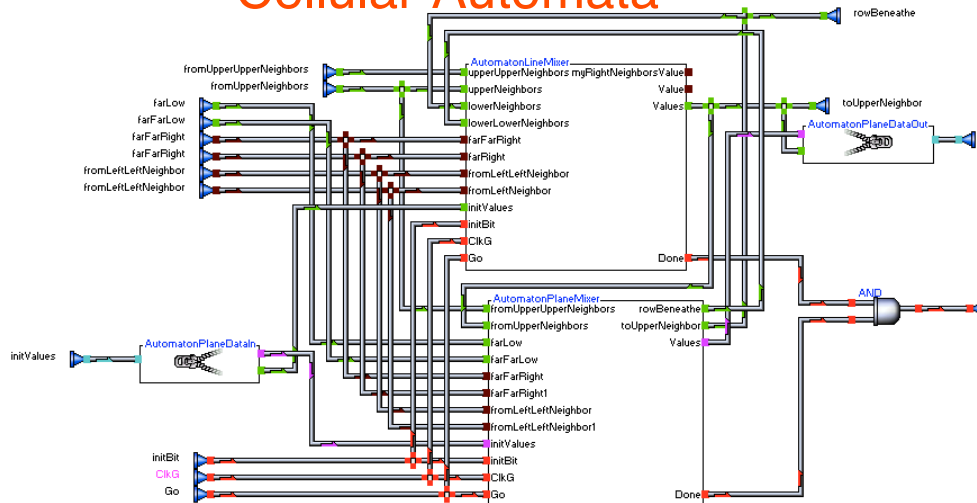 Cellular Automata
rowBeneathe
AutomatonLineMixer
fromUpperUpperNeighbors
upperUpperNeighbors myRightNeighborsValue
fromUpperNeighbors
upperNeighbors
Value
farLow
lowerNeighbors
Values
toUpperNeighbor
farFarLow
lowerLowerNeighbors
AutomatonPlaneDataOut
farFarRight
farFarRight
farFarRight
farRight
fromLeftLeftNeighbor
fromLeftLeftNeighbor
fromLeftLeftNeighbor
fromLeftNeighbor
initValues
initBit
ClkG
Go
Done
AND
AutomatonPlaneMixer
fromUpperUpperNeighbors
rowBeneathe
fromUpperNeighbors
toUpperNeighbor
AutomatonPlaneDataIn
farLow
Values
initValues
farFarLow
farFarRight
farFarRight1
fromLeftLeftNeighbor
fromLeftLeftNeighbor1
initValues
initBit
initBit
ClkG
ClkG
Go
Go
Done